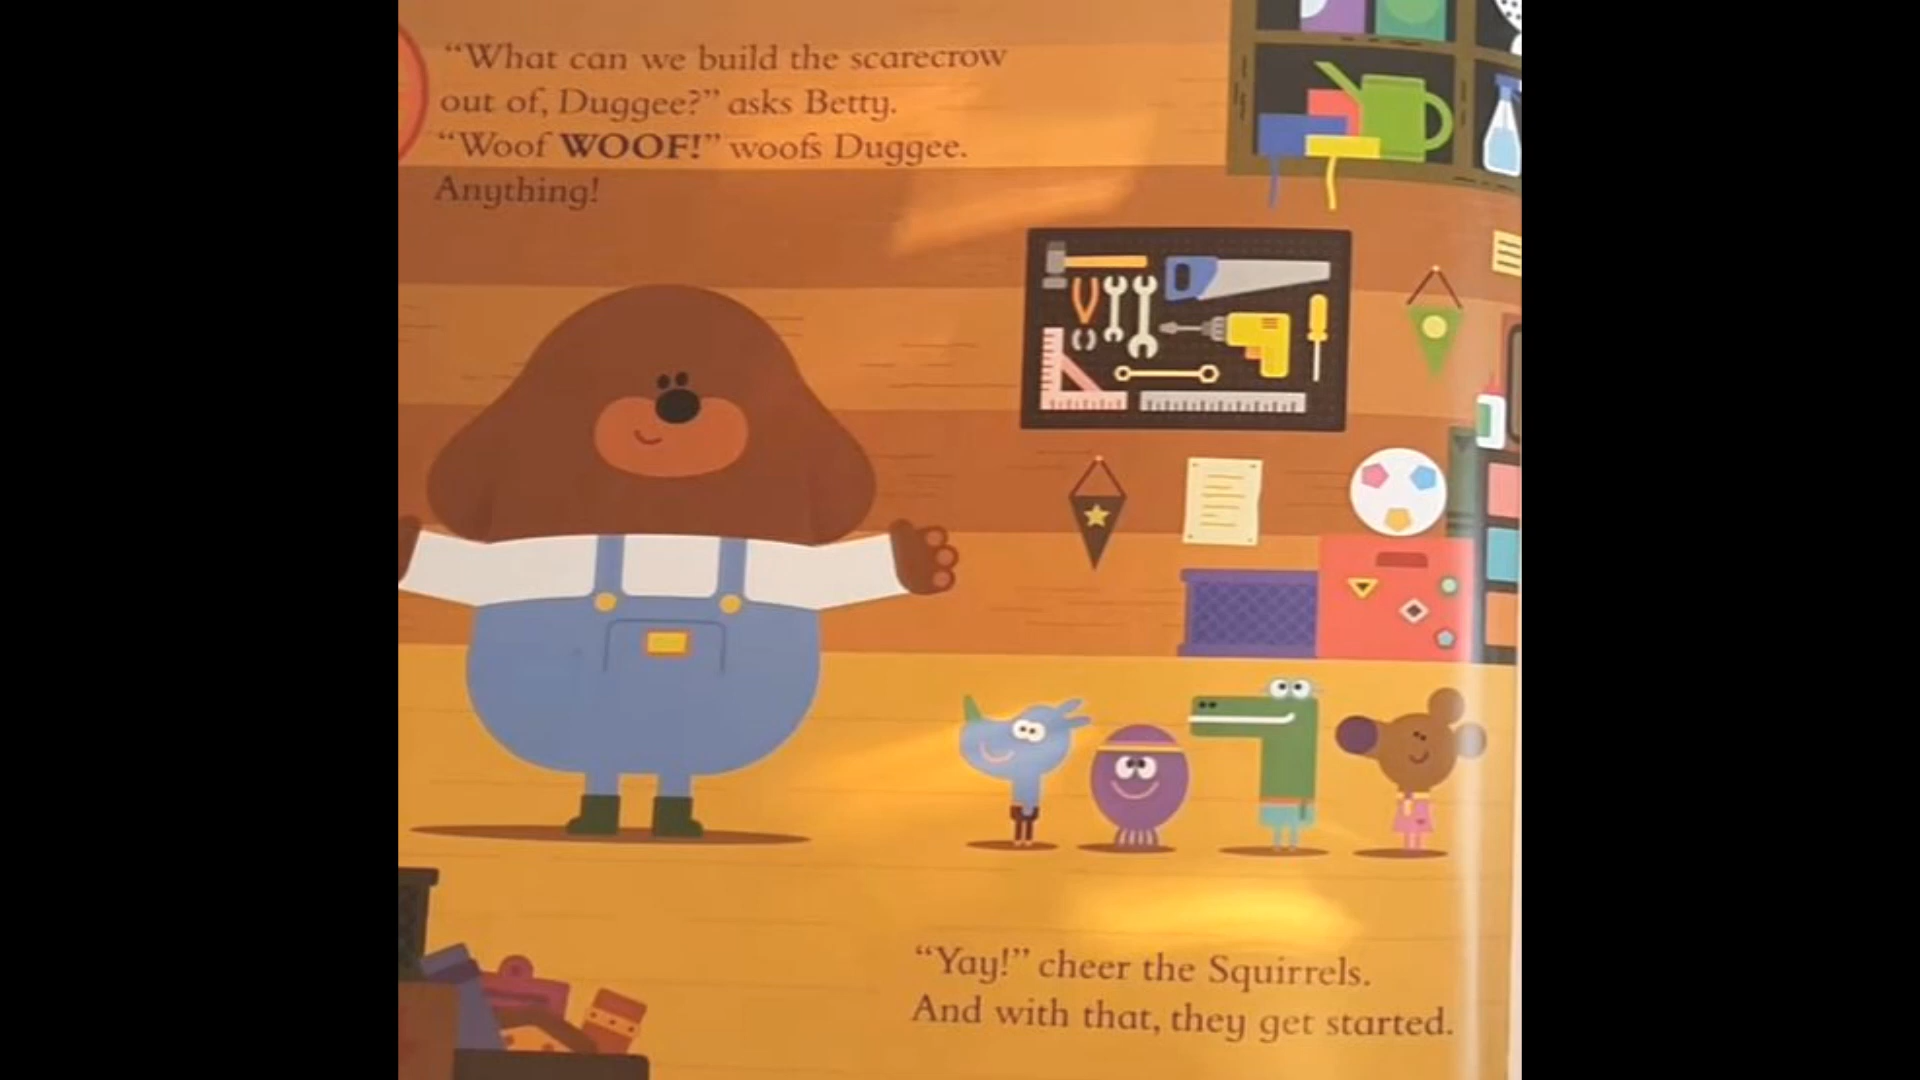 “What can we build the scarecrow
out of, Duggee?” asks Betty.
“Woof WOOF!” woofs Duggee.
Anything!
“Yay!” cheer the Squirrels.
And with that, they get started.